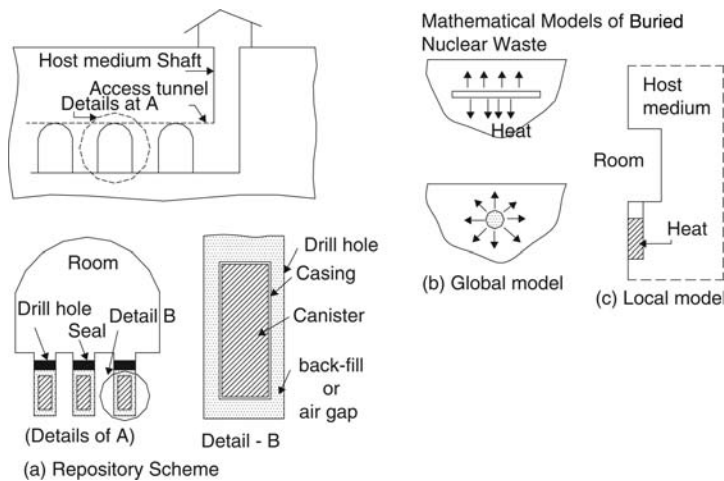 Host medium Shaft
Access tunnel
Details at A
Room
Drill hole
Seal
Detail B
(Details of A)
Drill hole
Casing
Canister
back-fill
or
air gap
Detail - B
(a) Repository Scheme
Mathematical Models of Buried
Nuclear Waste
Heat
(b) Global model
Host
medium
Room
Heat
(c) Local model